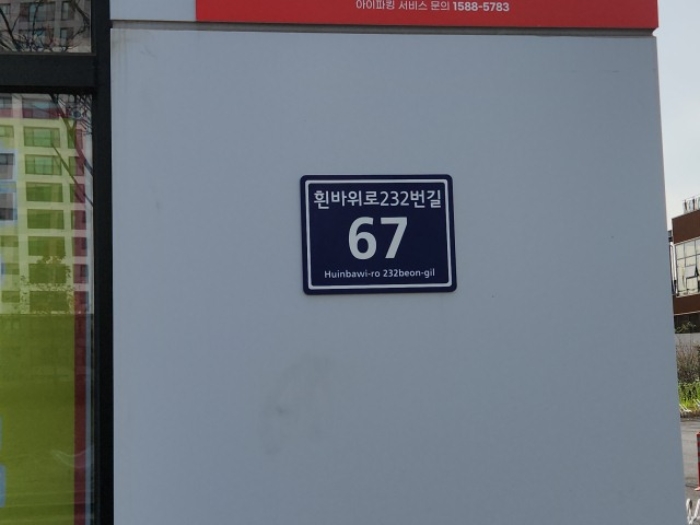 아이파킹 서비스 문의 1588-5783
흰바위로232번길
67
Huinbawi-ro 232beon-gil